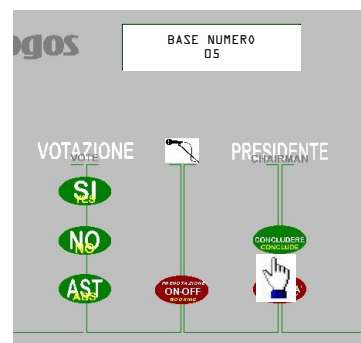 ogos
BASE NUMERO
05
VOTAZIONE
VOTE
PRESIDENTE
CHAIRMAN
SI
YES
NO
NO
CONCLUDERE
CONCLUDE
AST
ABS
PRENOTAZIONE
ON-OFF
BOOKING